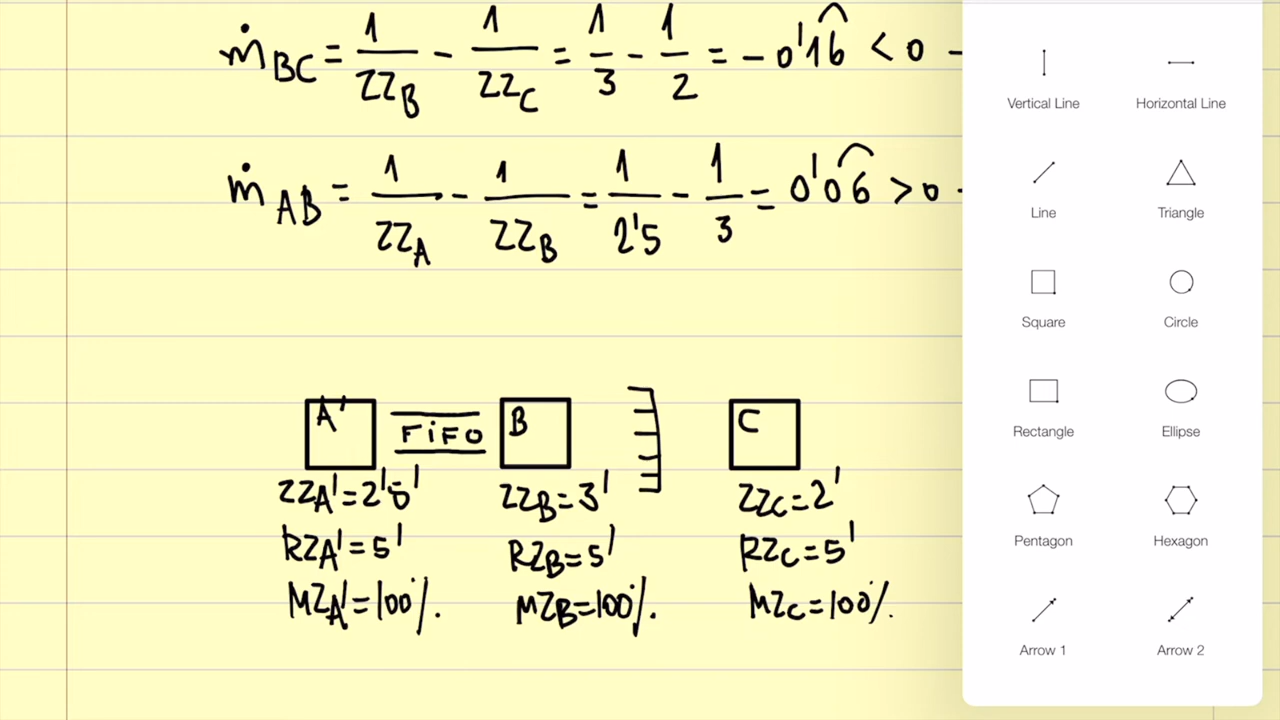 ṁBC = 1/ZZB - 1/ZZC = 1/3 - 1/2 = -0'16̑ < 0 -
ṁAB = 1/ZZA - 1/ZZB = 1/2'5 - 1/3 = 0'06̑ > 0 -
A' FiFo B C
ZZA' = 2'5' ZZB = 3' ZZC = 2'
RZA' = 5' RZB = 5' RZC = 5'
MZA' = 100%. MZB = 100%. MZC = 100%.
Vertical Line Horizontal Line
Line Triangle
Square Circle
Rectangle Ellipse
Pentagon Hexagon
Arrow 1 Arrow 2